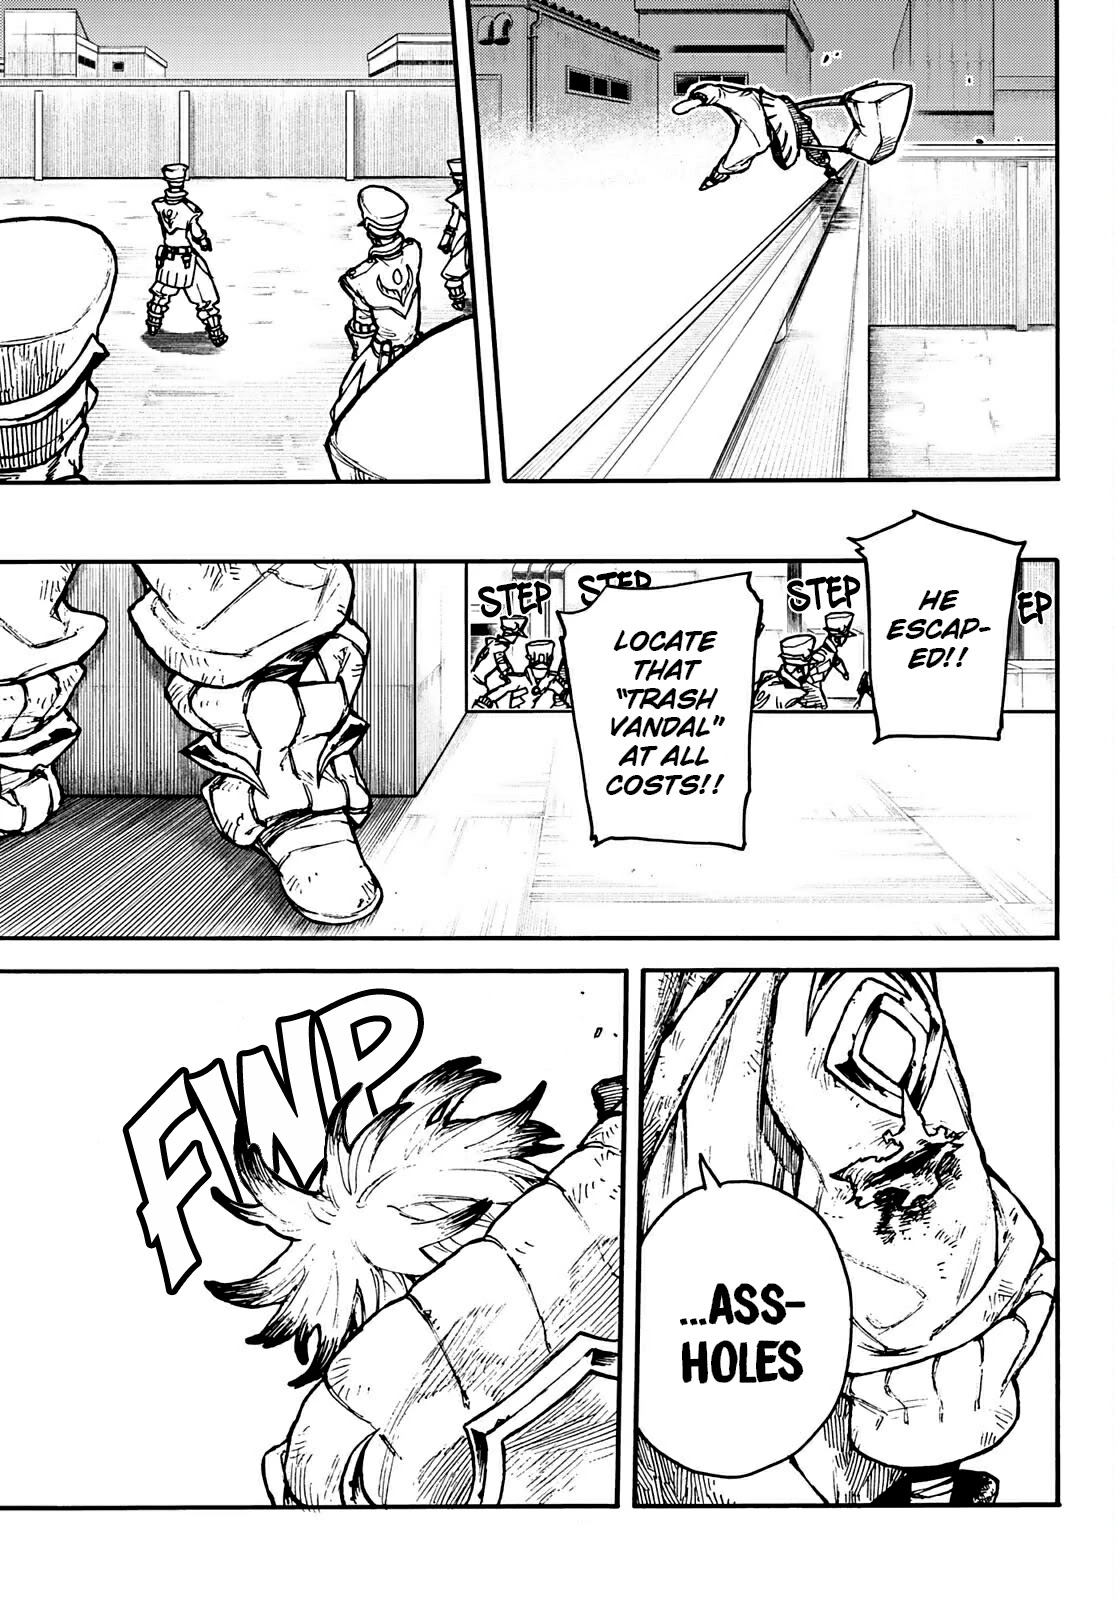 HE
ESCAP-
ED!!
EP
STEP
STEP
STEP
LOCATE
THAT
"TRASH
VANDAL"
AT ALL
COSTS!!
...ASS-
HOLES
FWP